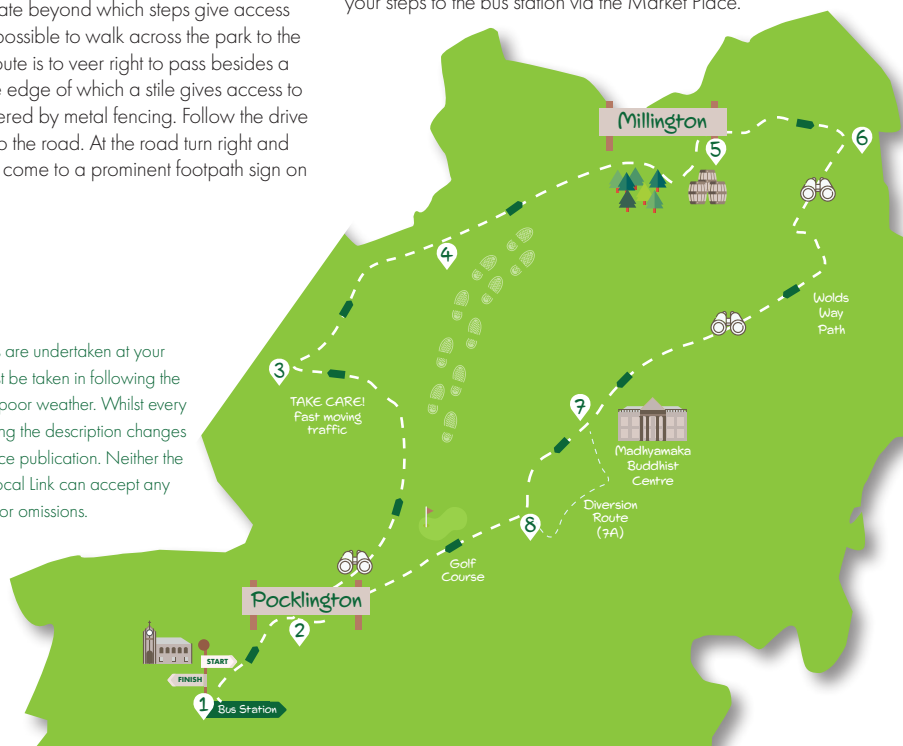 ate beyond which steps give access
possible to walk across the park to the
oute is to veer right to pass besides a
e edge of which a stile gives access to
ered by metal fencing. Follow the drive
o the road. At the road turn right and
come to a prominent footpath sign on
your steps to the bus station via the Market Place.
s are undertaken at your
st be taken in following the
poor weather. Whilst every
ng the description changes
ce publication. Neither the
ocal Link can accept any
or omissions.
Millington
5
6
4
Wolds
Way
Path
3
TAKE CARE!
Fast moving
traffic
7
Madhyamaka
Buddhist
Centre
Diversion
Route
(7A)
8
Golf
Course
Pocklington
2
START
FINISH
1
Bus Station